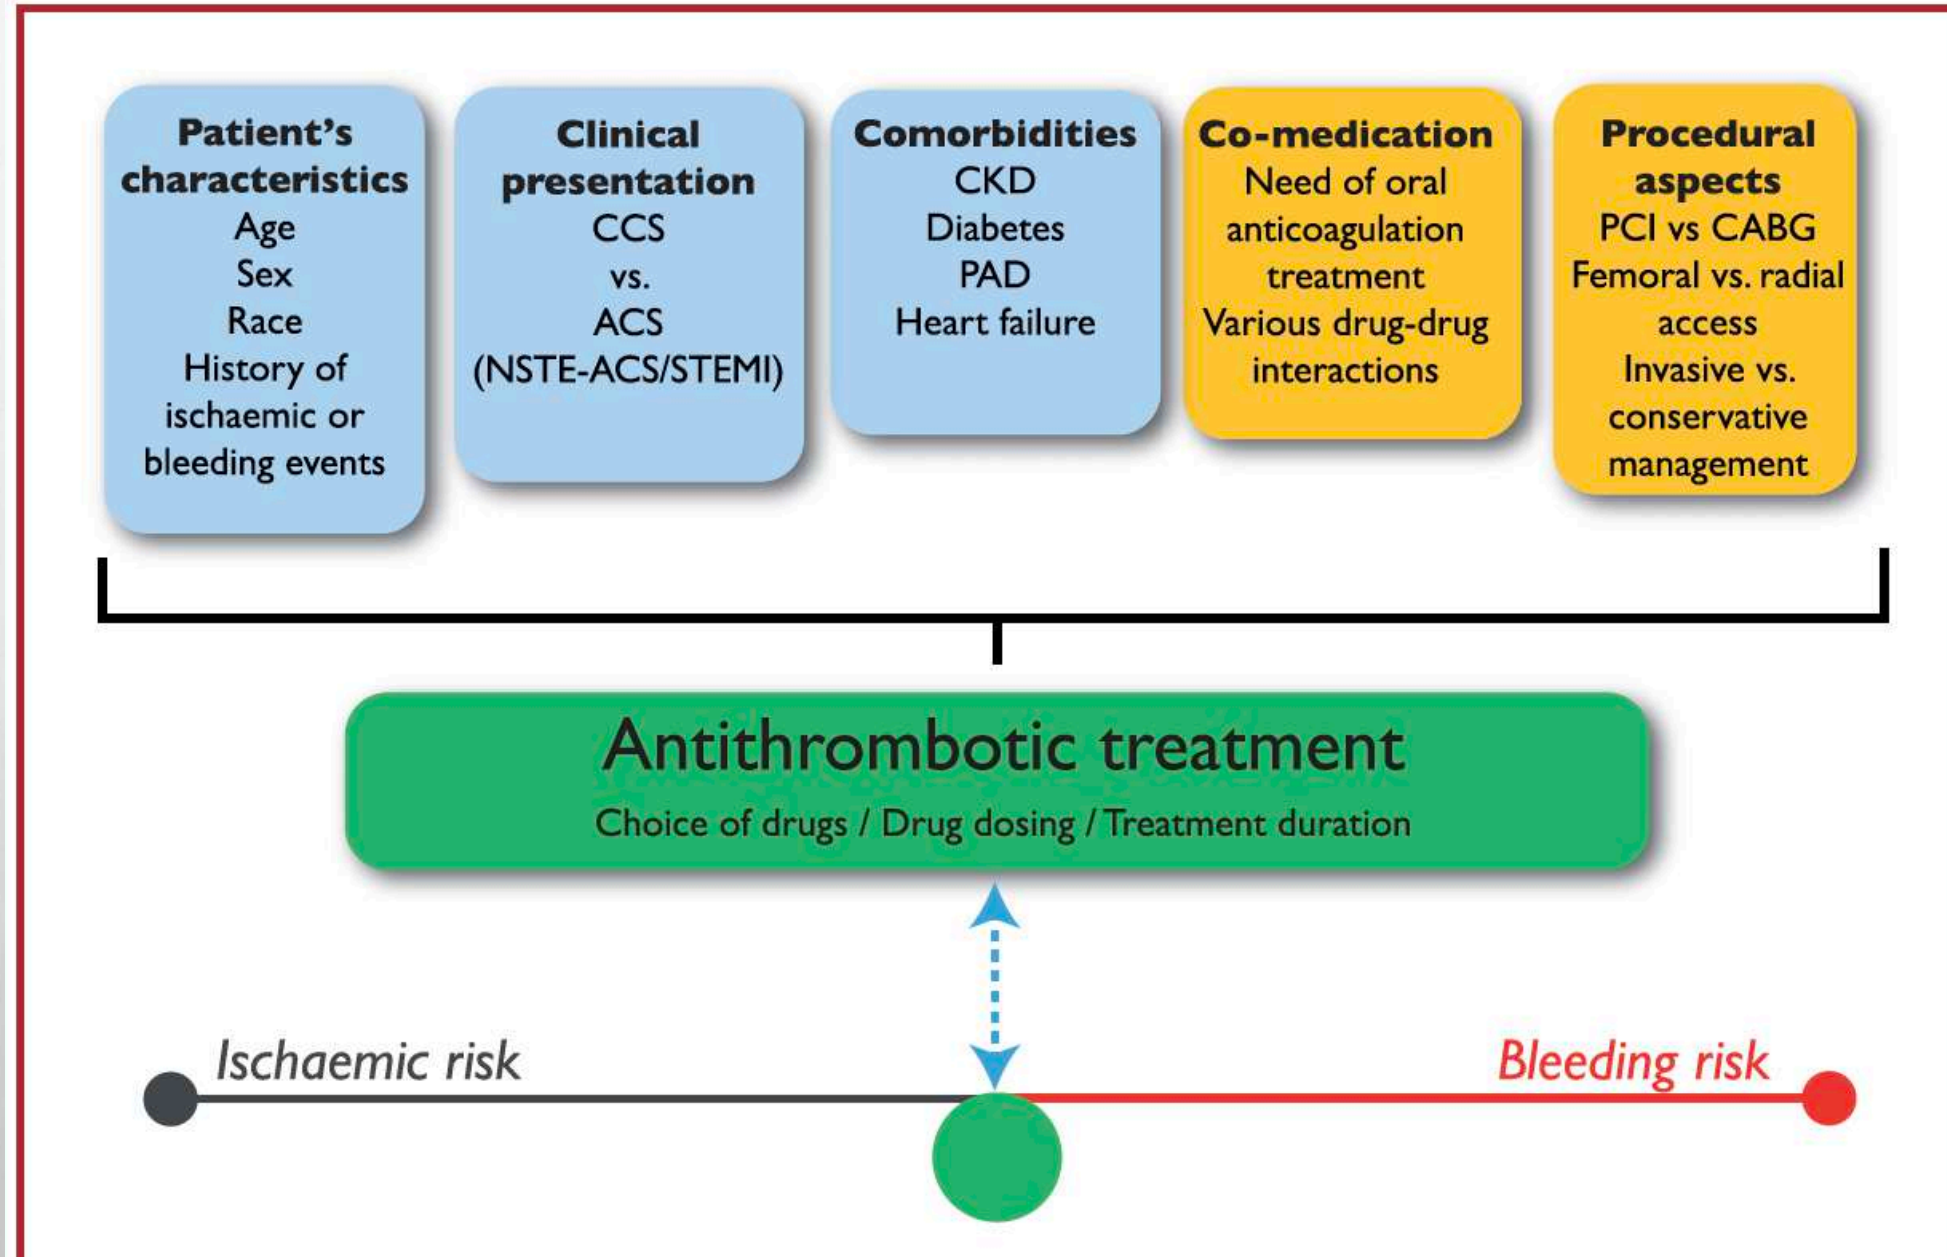 Patient's
characteristics
Age
Sex
Race
History of
ischaemic or
bleeding events
Clinical
presentation
CCS
vs.
ACS
(NSTE-ACS/STEMI)
Comorbidities
CKD
Diabetes
PAD
Heart failure
Co-medication
Need of oral
anticoagulation
treatment
Various drug-drug
interactions
Procedural
aspects
PCI vs CABG
Femoral vs. radial
access
Invasive vs.
conservative
management
Antithrombotic treatment
Choice of drugs / Drug dosing / Treatment duration
Ischaemic risk
Bleeding risk